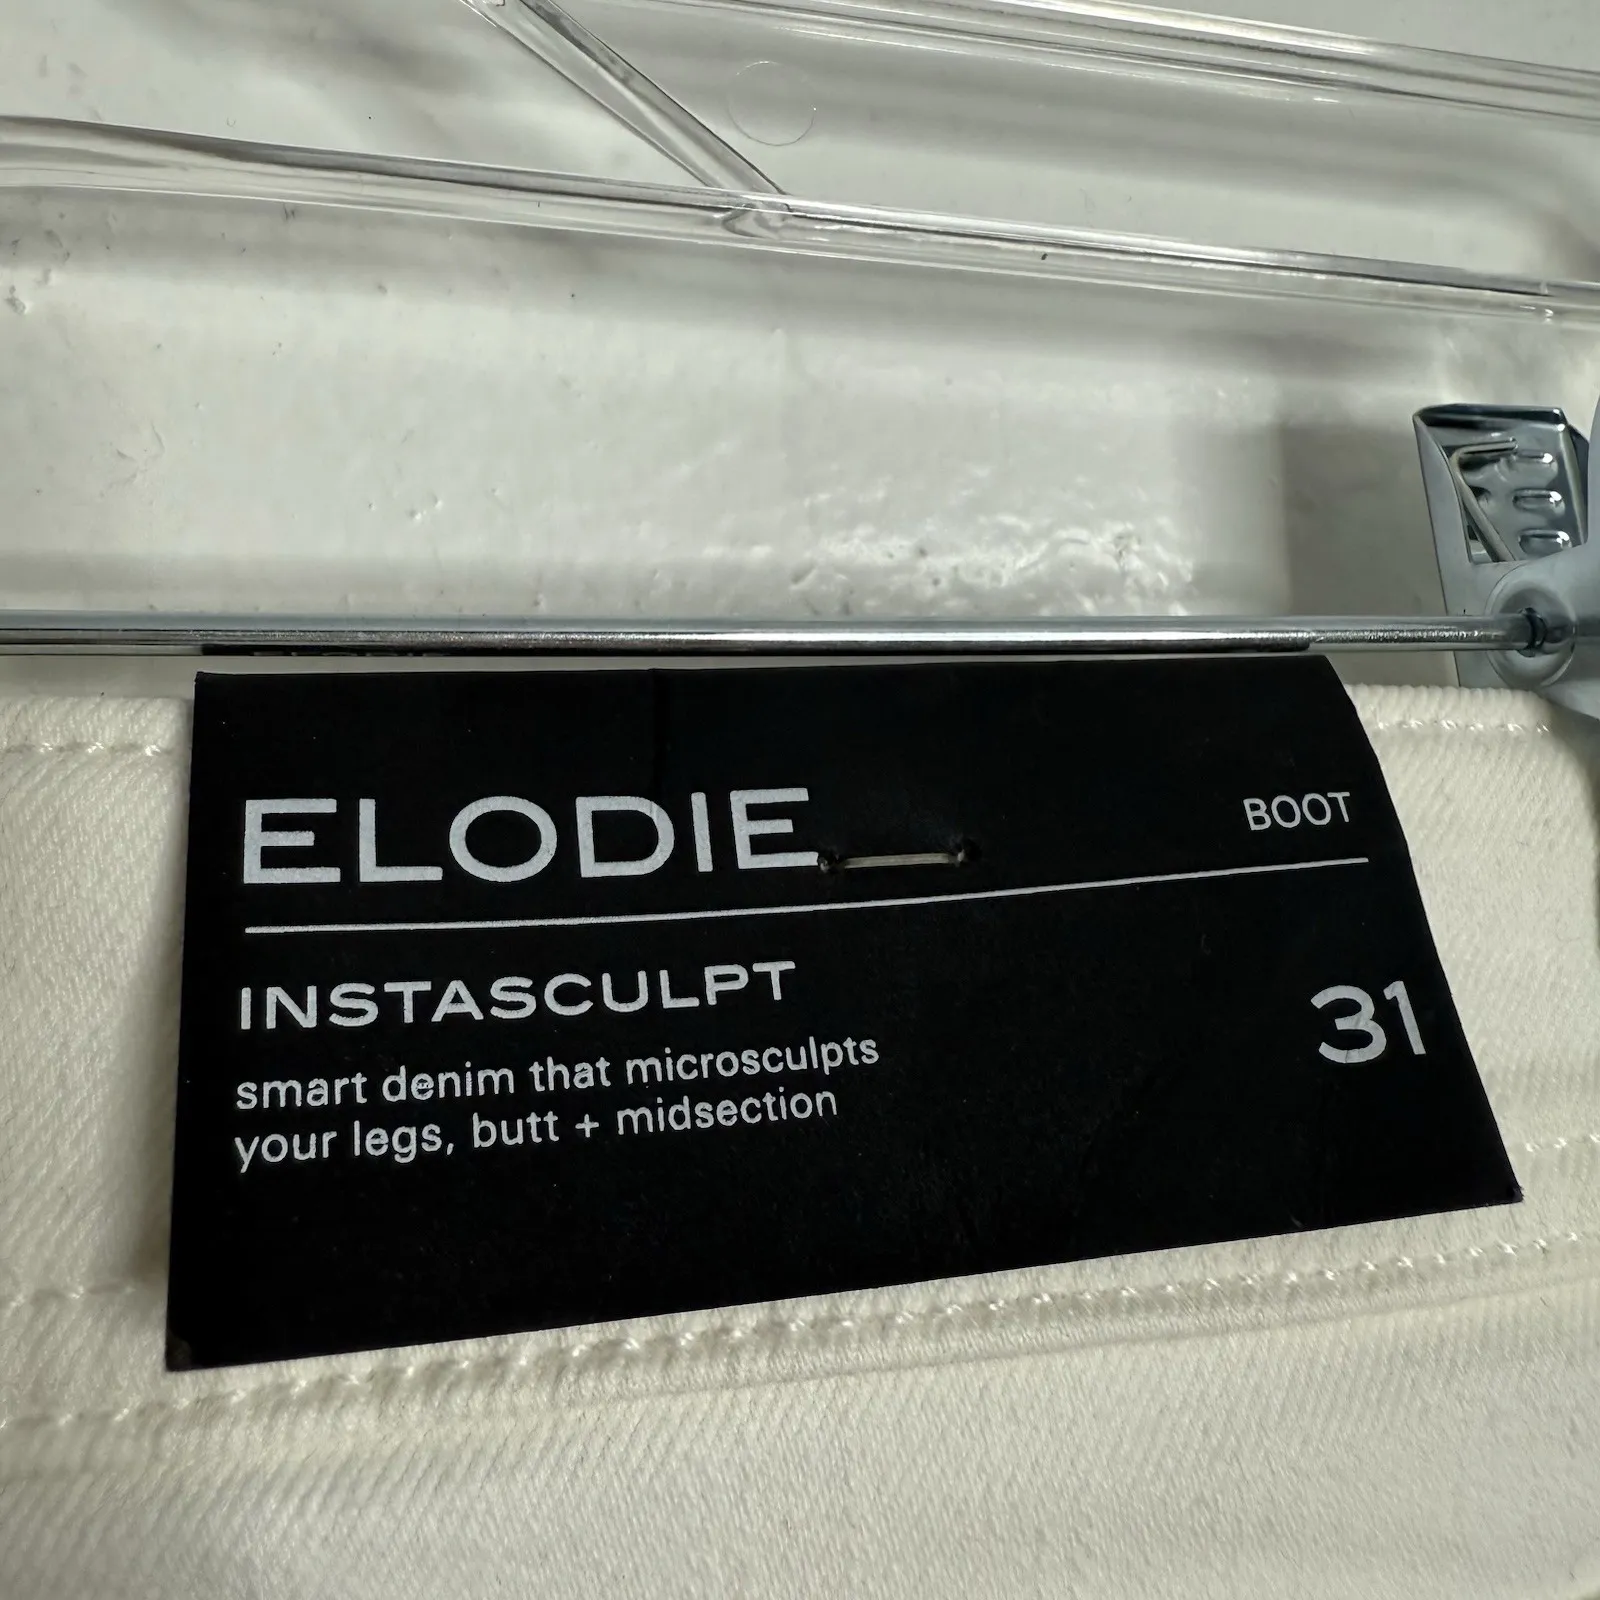 ELODIE
BOOT
INSTASCULPT
31
smart denim that microsculpts
your legs, butt + midsection